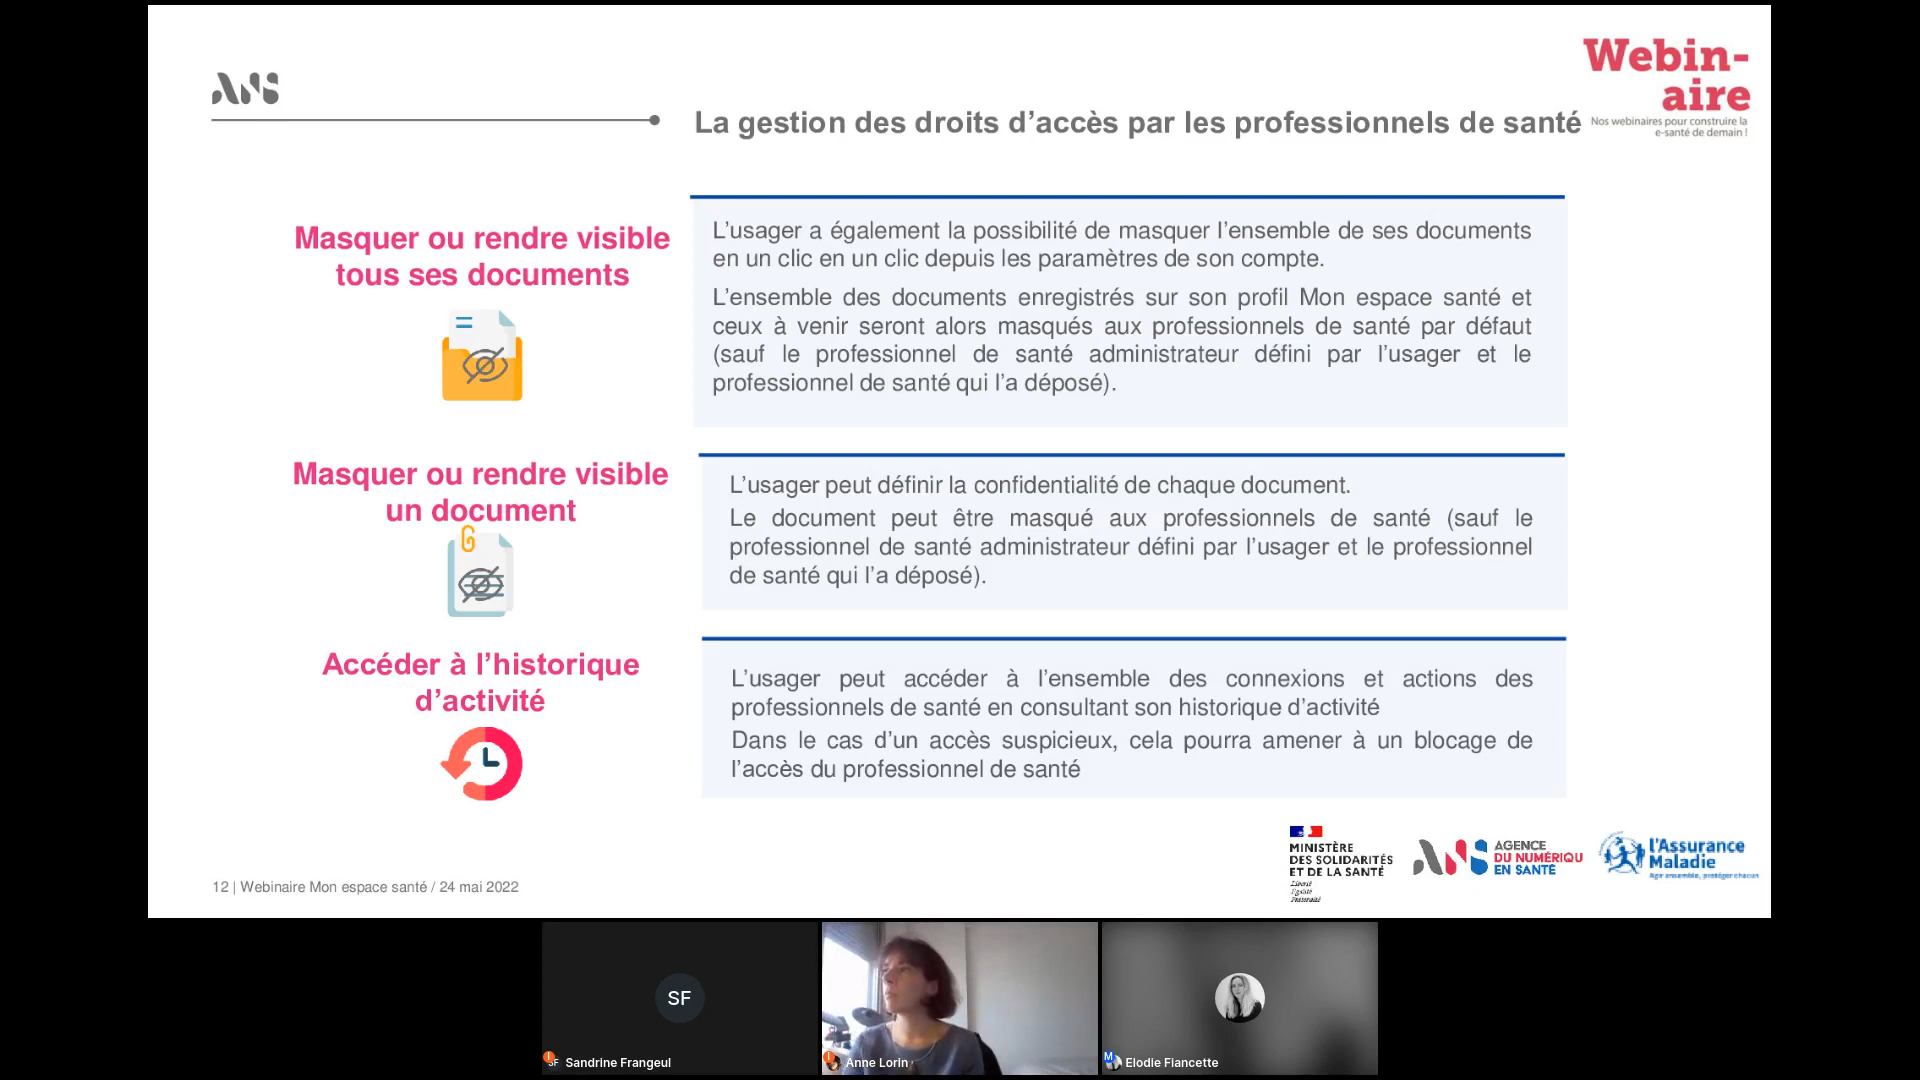 ANS
Webin-
aire
Nos webinaires pour construire la
e-santé de demain !
La gestion des droits d’accès par les professionnels de santé
Masquer ou rendre visible
tous ses documents
L’usager a également la possibilité de masquer l’ensemble de ses documents
en un clic en un clic depuis les paramètres de son compte.
L’ensemble des documents enregistrés sur son profil Mon espace santé et
ceux à venir seront alors masqués aux professionnels de santé par défaut
(sauf le professionnel de santé administrateur défini par l’usager et le
professionnel de santé qui l’a déposé).
Masquer ou rendre visible
un document
L’usager peut définir la confidentialité de chaque document.
Le document peut être masqué aux professionnels de santé (sauf le
professionnel de santé administrateur défini par l’usager et le professionnel
de santé qui l’a déposé).
Accéder à l’historique
d’activité
L’usager peut accéder à l’ensemble des connexions et actions des
professionnels de santé en consultant son historique d’activité
Dans le cas d’un accès suspicieux, cela pourra amener à un blocage de
l’accès du professionnel de santé
MINISTÈRE
DES SOLIDARITÉS
ET DE LA SANTÉ
Liberté
Égalité
Fraternité
ANS
AGENCE
DU NUMÉRIQU
EN SANTÉ
l’Assurance
Maladie
Agir ensemble, protéger chacun
12 | Webinaire Mon espace santé / 24 mai 2022
SF
I
SF
Sandrine Frangeul
I
Anne Lorin
M
Elodie Fiancette